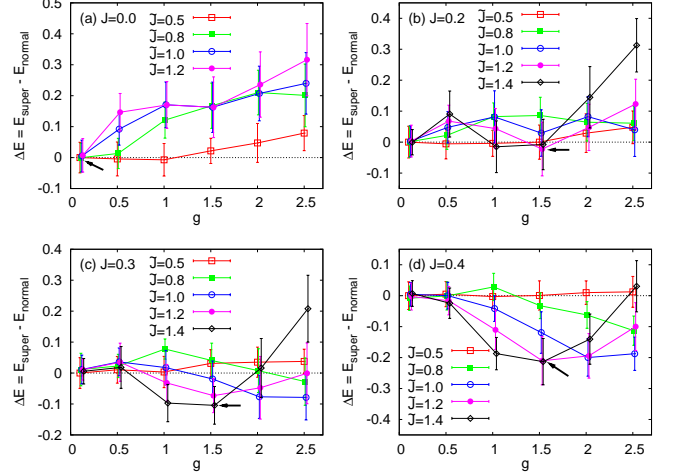 (a) J=0.0
J̃=0.5
J̃=0.8
J̃=1.0
J̃=1.2
0.4
0.3
0.2
0.1
0
-0.1
ΔE = E_super - E_normal
0 0.5 1 1.5 2 2.5
g
(b) J=0.2
J̃=0.5
J̃=0.8
J̃=1.0
J̃=1.2
J̃=1.4
0.4
0.3
0.2
0.1
0
-0.1
ΔE = E_super - E_normal
0 0.5 1 1.5 2 2.5
g
(c) J=0.3
J̃=0.5
J̃=0.8
J̃=1.0
J̃=1.2
J̃=1.4
0.4
0.3
0.2
0.1
0
-0.1
-0.2
ΔE = E_super - E_normal
0 0.5 1 1.5 2 2.5
g
(d) J=0.4
J̃=0.5
J̃=0.8
J̃=1.0
J̃=1.2
J̃=1.4
0.1
0
-0.1
-0.2
-0.3
-0.4
ΔE = E_super - E_normal
0 0.5 1 1.5 2 2.5
g